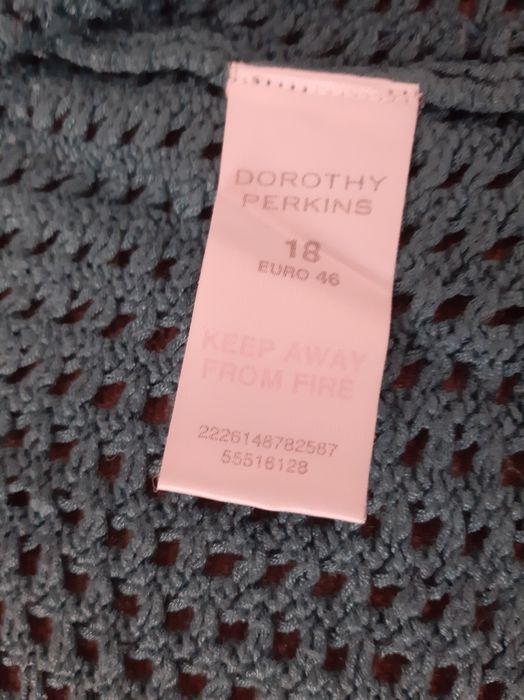 DOROTHY
PERKINS
18
EURO 46
KEEP AWAY
FROM FIRE
2226148782587
55516128